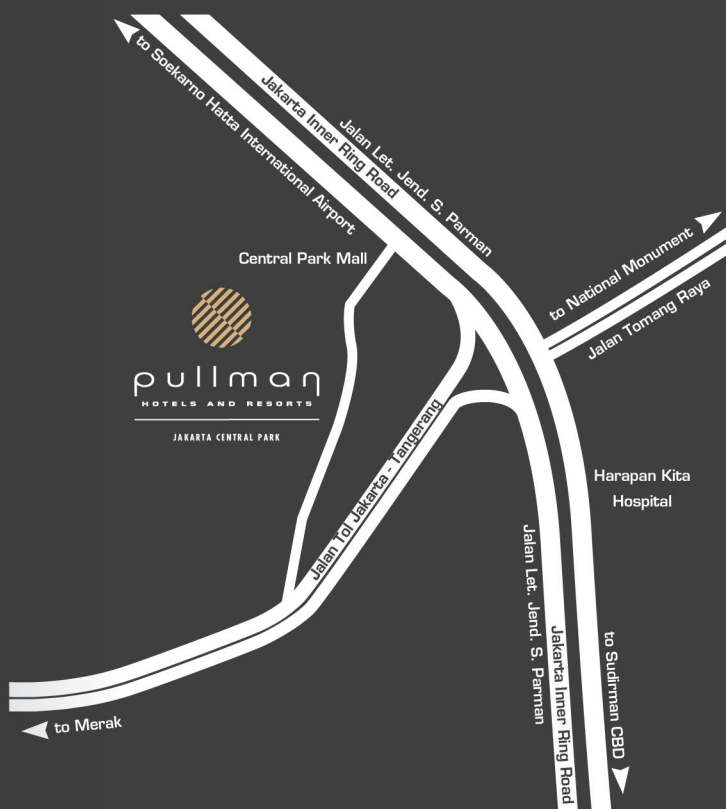 to Soekarno Hatta International Airport
Jakarta Inner Ring Road
Jalan Let. Jend. S. Parman
Central Park Mall
to National Monument
Jalan Tomang Raya
pullman
HOTELS AND RESORTS
JAKARTA CENTRAL PARK
Jalan Tol Jakarta - Tangerang
Harapan Kita
Hospital
Jalan Let. Jend. S. Parman
Jakarta Inner Ring Road
to Sudirman CBD
to Merak